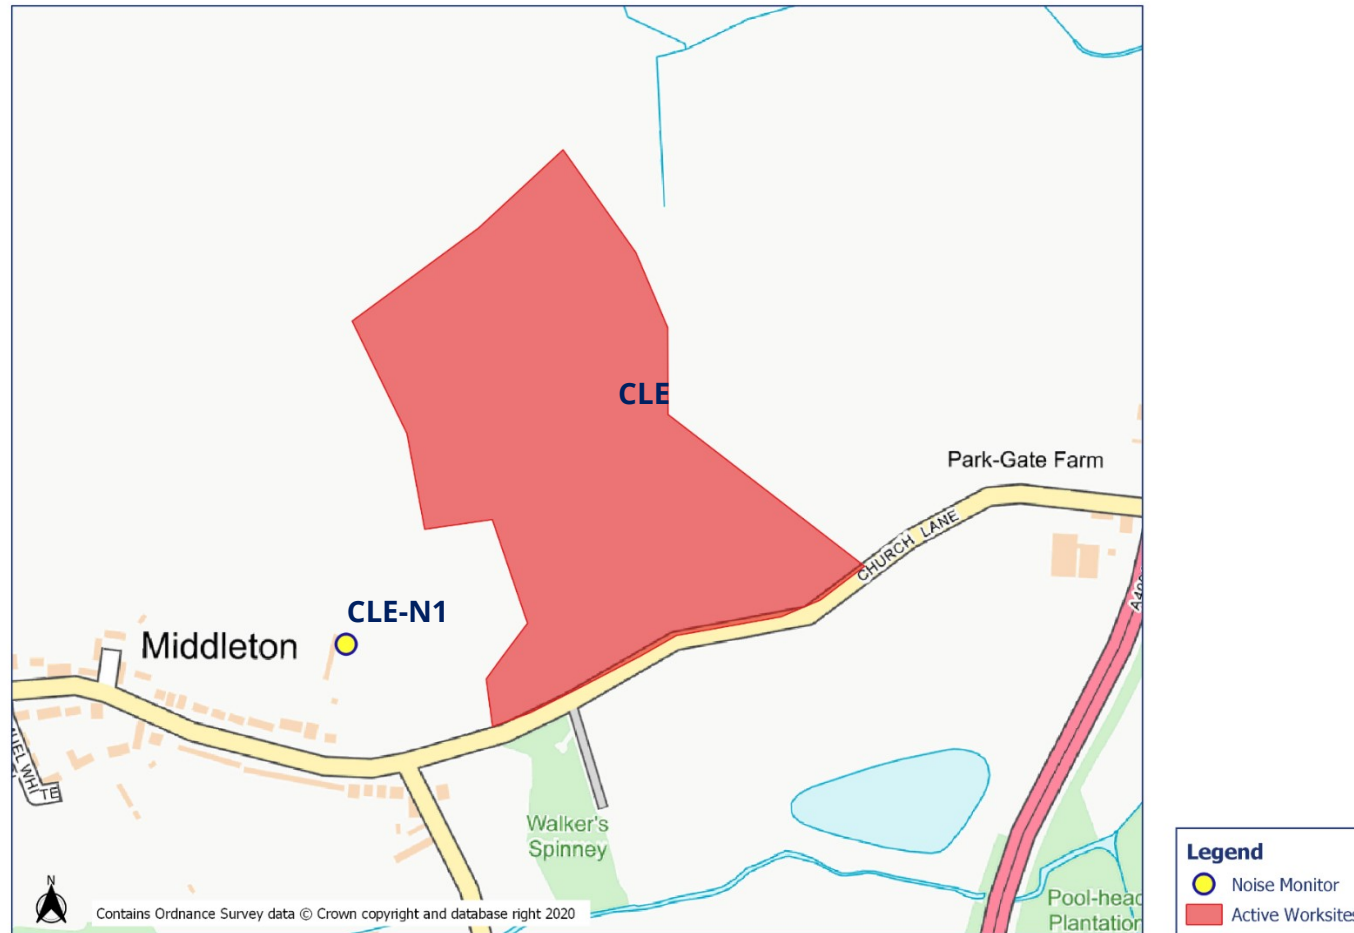 CLE
Park-Gate Farm
CHURCH LANE
CLE-N1
Middleton
Walker's
Spinney
Pool-head
Plantation
N
Contains Ordnance Survey data © Crown copyright and database right 2020
Legend
Noise Monitor
Active Worksites